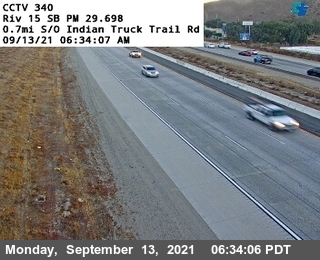 CCTV 340
Riv 15 SB PM 29.698
0.7mi S/O Indian Truck Trail Rd
09/13/21 06:34:07 AM
Monday, September 13, 2021 06:34:06 PDT